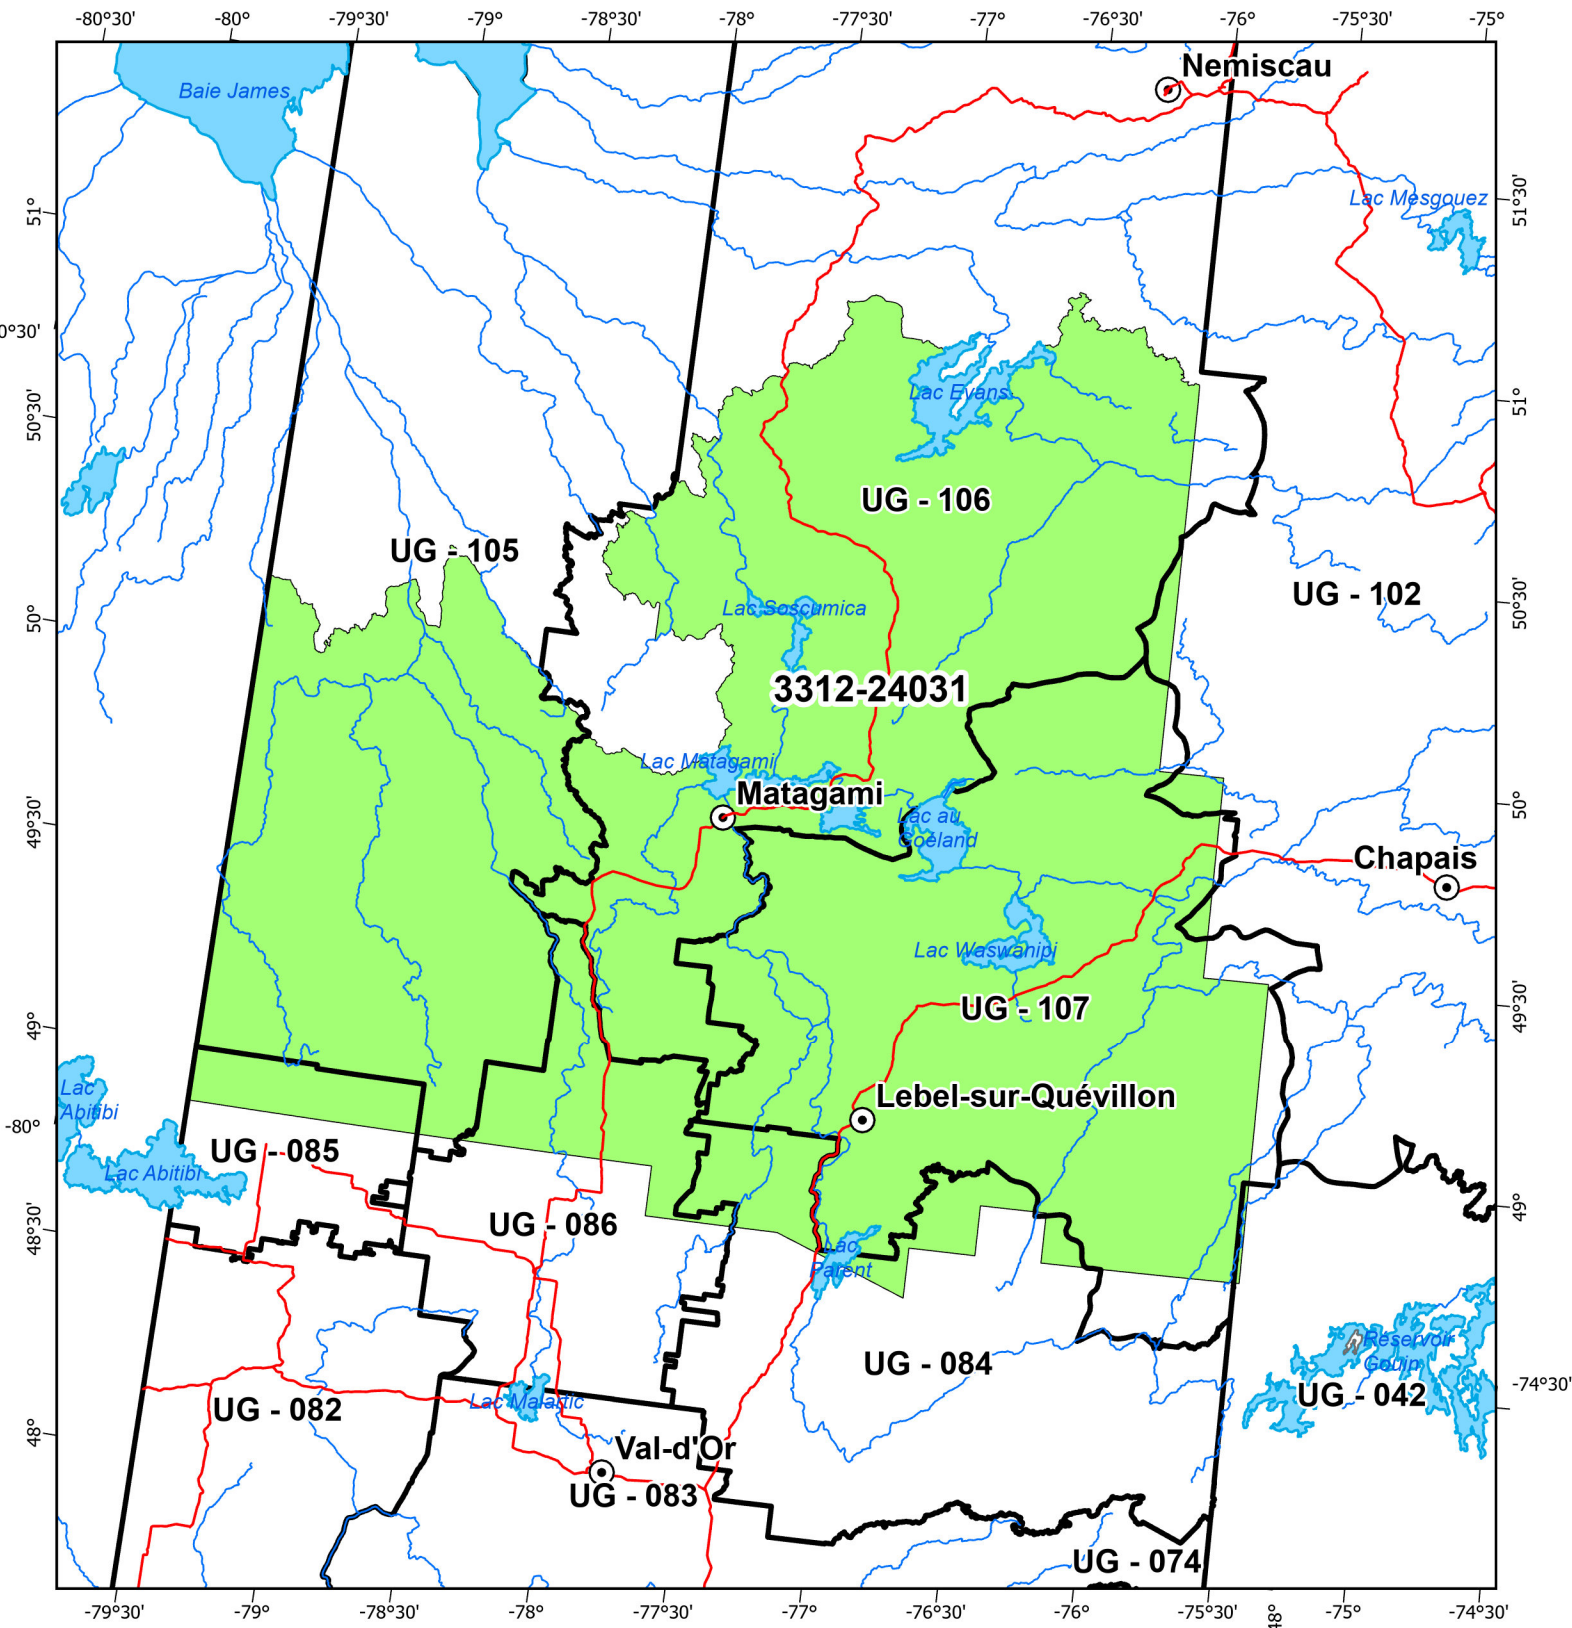 -80°30'
-80°
-79°30'
-79°
-78°30'
-78°
-77°30'
-77°
-76°30'
-76°
-75°30'
-75°
Nemiscau
Baie James
51°
51°30'
Lac Mesgouez
0°30'
Lac Evans
50°30'
51°
UG - 106
UG - 105
UG - 102
50°
50°30'
Lac Soscumica
3312-24031
Lac Matagami
Matagami
49°30'
50°
Lac au
Goéland
Chapais
Lac Waswanipi
UG - 107
49°
49°30'
Lac
Abitibi
Lebel-sur-Quévillon
-80°
UG - 085
Lac Abitibi
UG - 086
48°30'
49°
Lac
Parent
Réservoir
Gouin
UG - 084
UG - 042
-74°30'
Lac Malartic
UG - 082
48°
Val-d'Or
UG - 083
UG - 074
-79°30'
-79°
-78°30'
-78°
-77°30'
-77°
-76°30'
-76°
-75°30'
48°
-75°
-74°30'